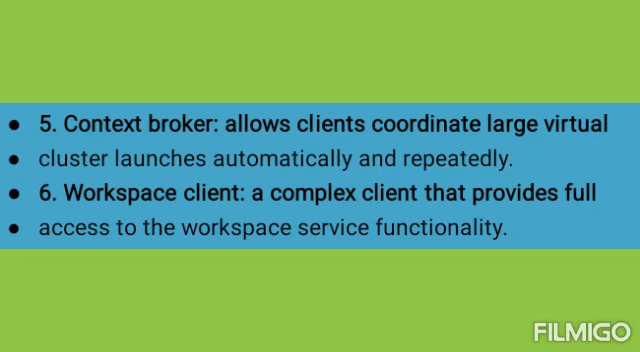 ● 5. Context broker: allows clients coordinate large virtual
● cluster launches automatically and repeatedly.
● 6. Workspace client: a complex client that provides full
● access to the workspace service functionality.
FILMIGO